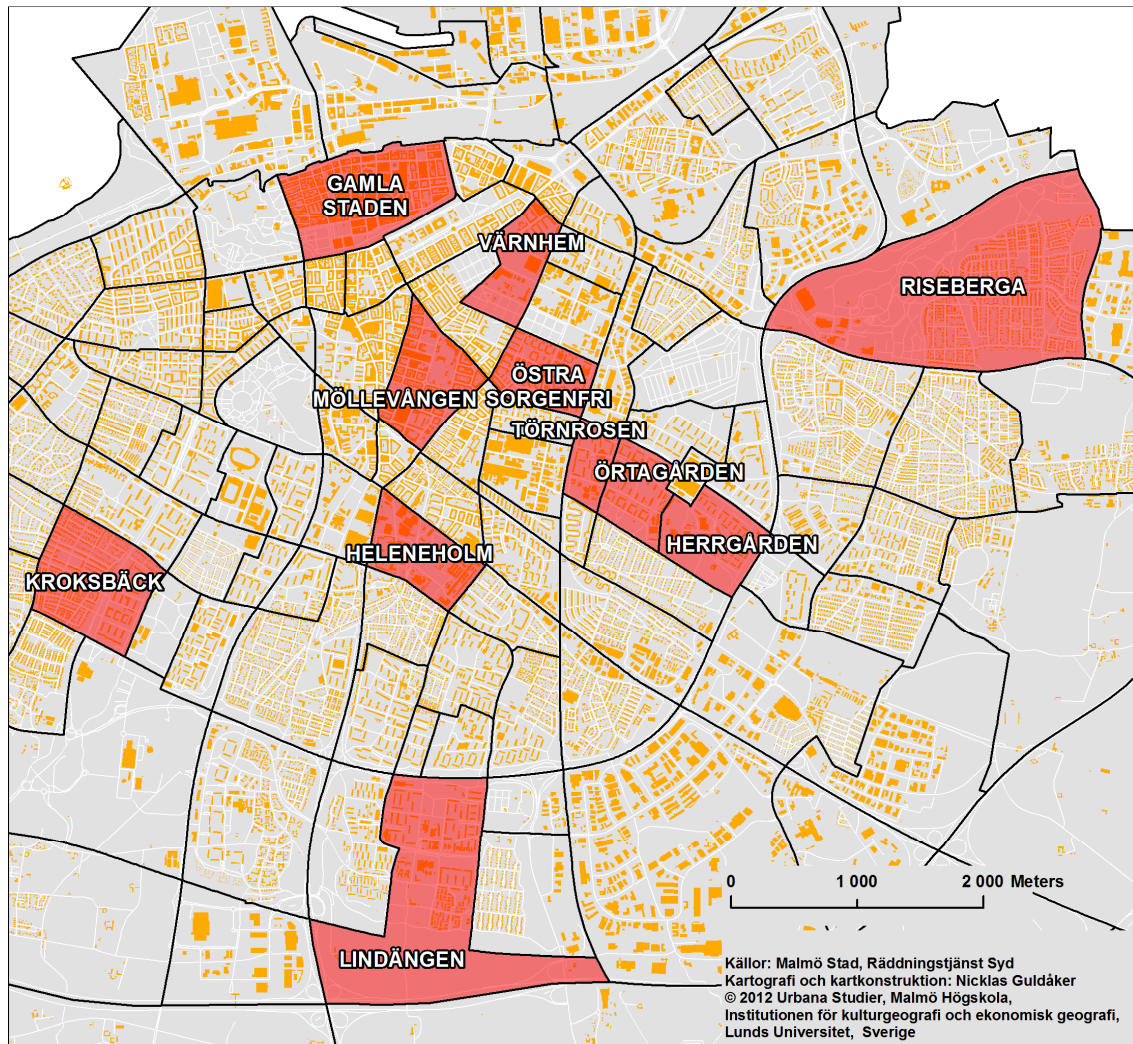 GAMLA
STADEN
VÄRNHEM
RISEBERGA
ÖSTRA
MÖLLEVÅNGEN SORGENFRI
TÖRNROSEN
ÖRTAGÅRDEN
HELENEHOLM
HERRGÅRDEN
KROKSBÄCK
0 1 000 2 000 Meters
LINDÄNGEN
Källor: Malmö Stad, Räddningstjänst Syd
Kartografi och kartkonstruktion: Nicklas Guldåker
© 2012 Urbana Studier, Malmö Högskola,
Institutionen för kulturgeografi och ekonomisk geografi,
Lunds Universitet, Sverige